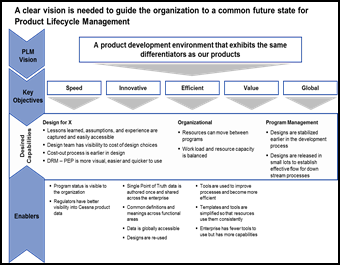 A clear vision is needed to guide the organization to a common future state for
Product Lifecycle Management
PLM
Vision
A product development environment that exhibits the same
differentiators as our products
Key
Objectives
Speed
Innovative
Efficient
Value
Global
Desired
Capabilities
Design for X
• Lessons learned, assumptions, and experience are
captured and easily accessible
• Design team has visibility to cost of design choices
• Cost-out process is earlier in design
• DRM – PEP is more visual, easier and quicker to use
Organizational
• Resources can move between
programs
• Work load and resource capacity
is balanced
Program Management
• Designs are stabilized
earlier in the development
process
• Designs are released in
small lots to establish
effective flow for down
stream processes
Enablers
• Program status is visible to
the organization
• Regulators have better
visibility into Cessna product
data
• Single Point of Truth data is
authored once and shared
across the enterprise
• Common definitions and
meanings across functional
areas
• Data is globally accessible
• Designs are re-used
• Tools are used to improve
processes and become more
efficient
• Templates and tools are
simplified so that resources
use them consistently
• Enterprise has fewer tools to
use but has more capabilities